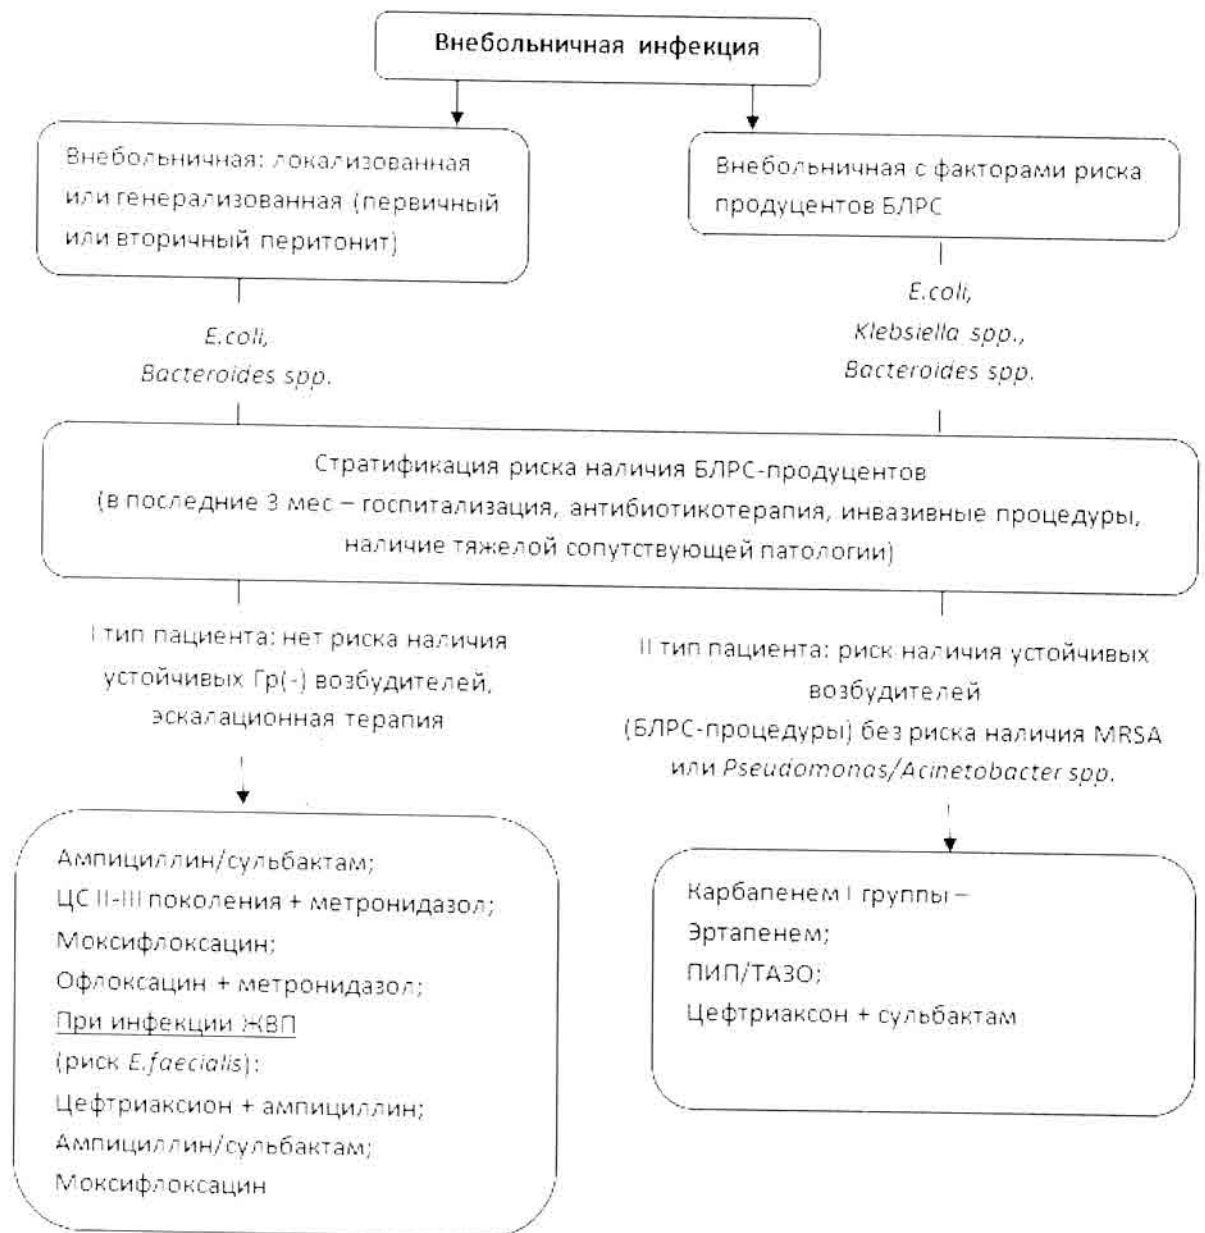 Внебольничная инфекция
Внебольничная: локализованная
или генерализованная (первичный
или вторичный перитонит)
Внебольничная с факторами риска
продуцентов БЛРС
E.coli,
Bacteroides spp.
E.coli,
Klebsiella spp.,
Bacteroides spp.
Стратификация риска наличия БЛРС-продуцентов
(в последние 3 мес – госпитализация, антибиотикотерапия, инвазивные процедуры,
наличие тяжелой сопутствующей патологии)
I тип пациента: нет риска наличия
устойчивых Гр(-) возбудителей,
эскалационная терапия
II тип пациента: риск наличия устойчивых
возбудителей
(БЛРС-процедуры) без риска наличия MRSA
или Pseudomonas/Acinetobacter spp.
Ампициллин/сульбактам;
ЦС II-III поколения + метронидазол;
Моксифлоксацин;
Офлоксацин + метронидазол;
При инфекции ЖВП
(риск E.faecialis):
Цефтриаксион + ампициллин;
Ампициллин/сульбактам;
Моксифлоксацин
Карбапенем I группы –
Эртапенем;
ПИП/ТАЗО;
Цефтриаксон + сульбактам